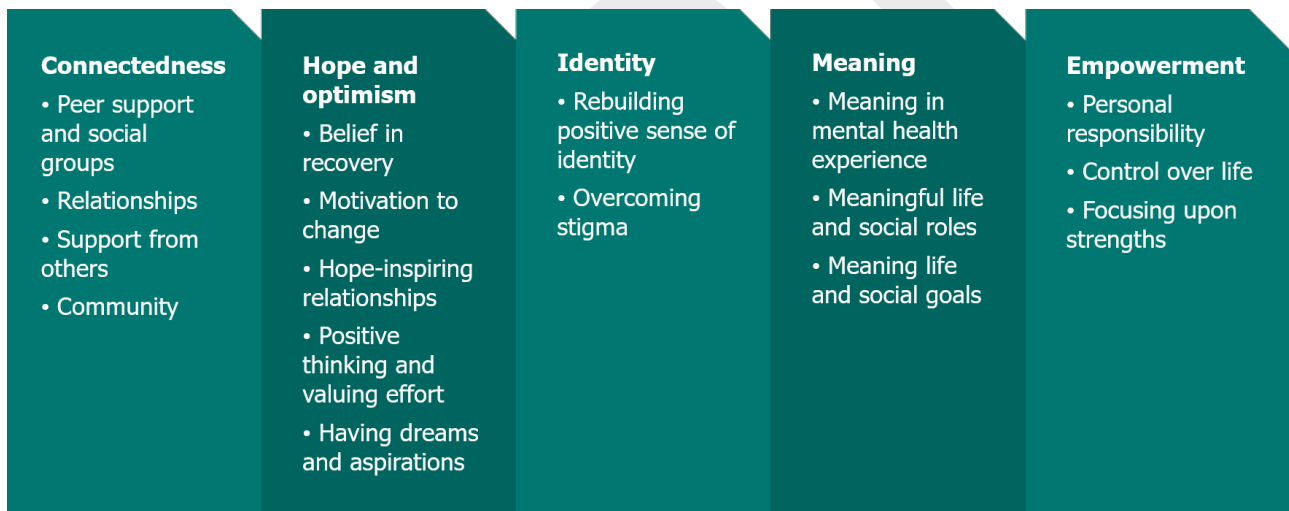 Connectedness
• Peer support
and social
groups
• Relationships
• Support from
others
• Community
Hope and
optimism
• Belief in
recovery
• Motivation to
change
• Hope-inspiring
relationships
• Positive
thinking and
valuing effort
• Having dreams
and aspirations
Identity
• Rebuilding
positive sense of
identity
• Overcoming
stigma
Meaning
• Meaning in
mental health
experience
• Meaningful life
and social roles
• Meaning life
and social goals
Empowerment
• Personal
responsibility
• Control over life
• Focusing upon
strengths